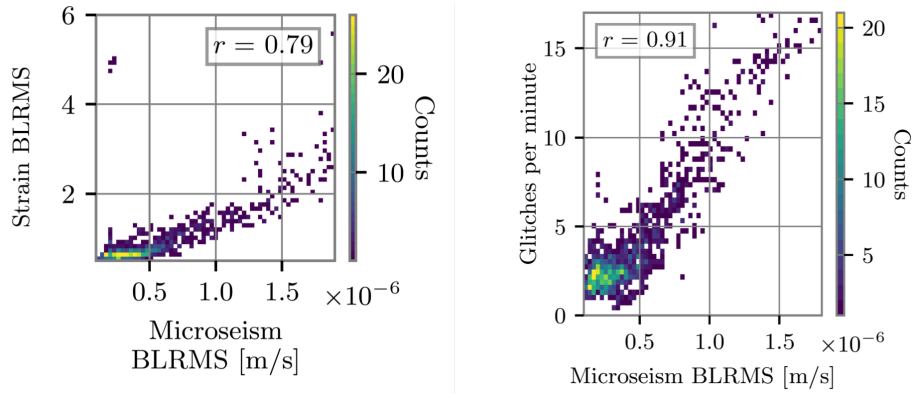 6
4
2
Strain BLRMS
r = 0.79
20
10
Counts
0.5 1.0 1.5 ×10⁻⁶
Microseism
BLRMS [m/s]
15
10
5
0
Glitches per minute
r = 0.91
20
15
10
5
Counts
0.5 1.0 1.5 ×10⁻⁶
Microseism BLRMS [m/s]